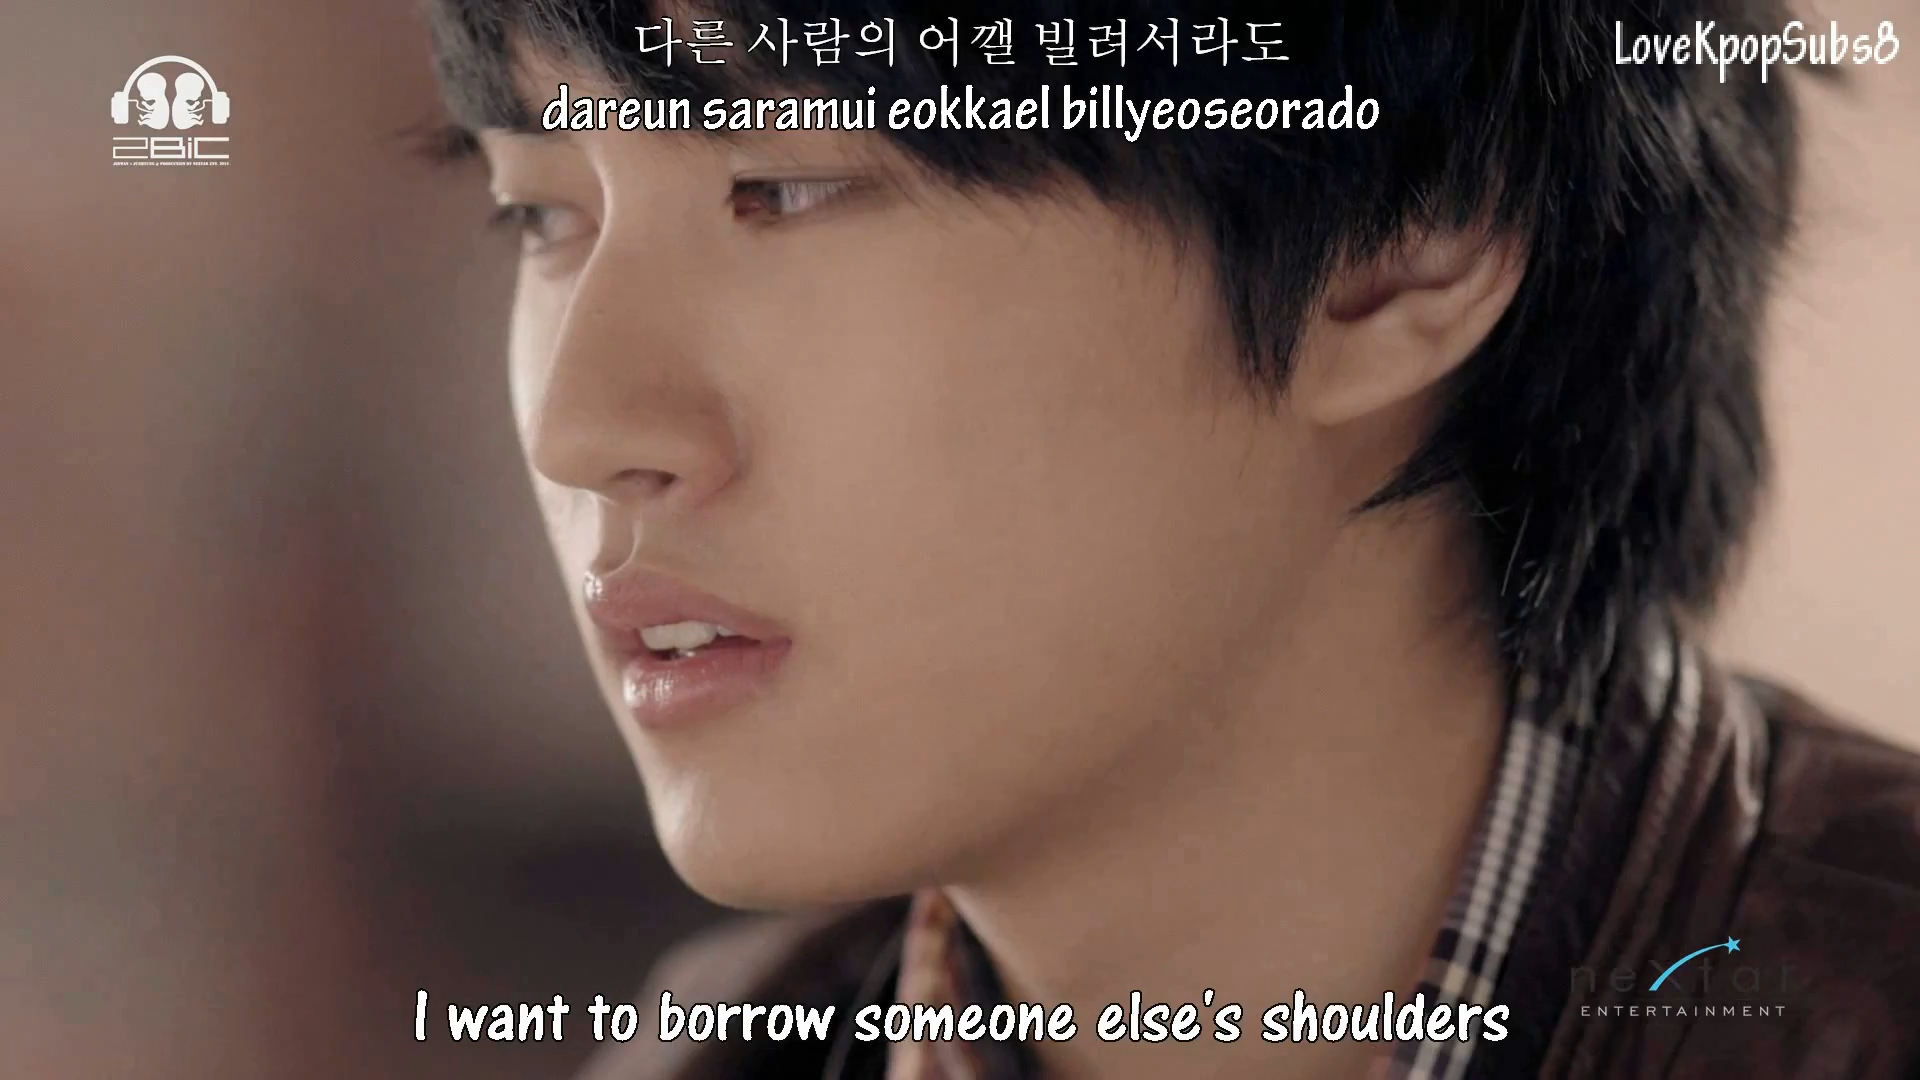 다른 사람의 어깰 빌려서라도
dareun saramui eokkael billyeoseorado
LoveKpopSubs8
2BiC
I want to borrow someone else's shoulders
nextar
ENTERTAINMENT